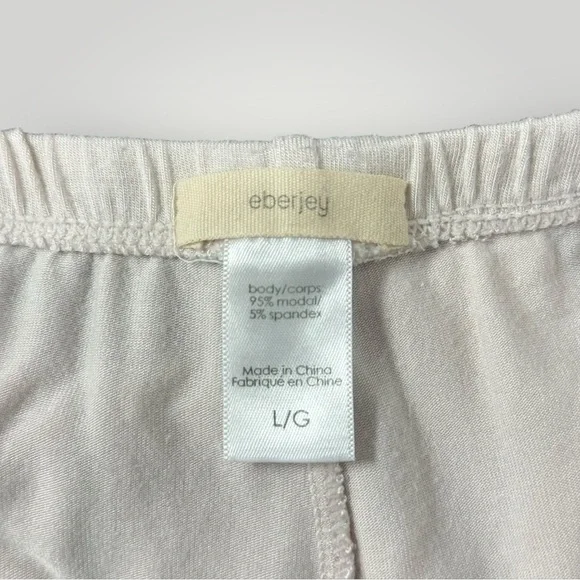 eberjey
body/corps
95% modal/
5% spandex
Made in China
Fabriqué en Chine
L/G